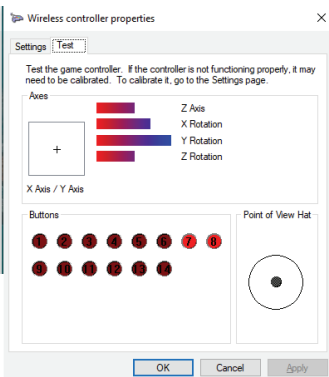 Wireless controller properties
Settings Test
Test the game controller. If the controller is not functioning properly, it may
need to be calibrated. To calibrate it, go to the Settings page.
Axes
Z Axis
X Rotation
Y Rotation
Z Rotation
X Axis / Y Axis
Buttons
1 2 3 4 5 6 7 8
9 10 11 12 13 14
Point of View Hat
OK Cancel Apply